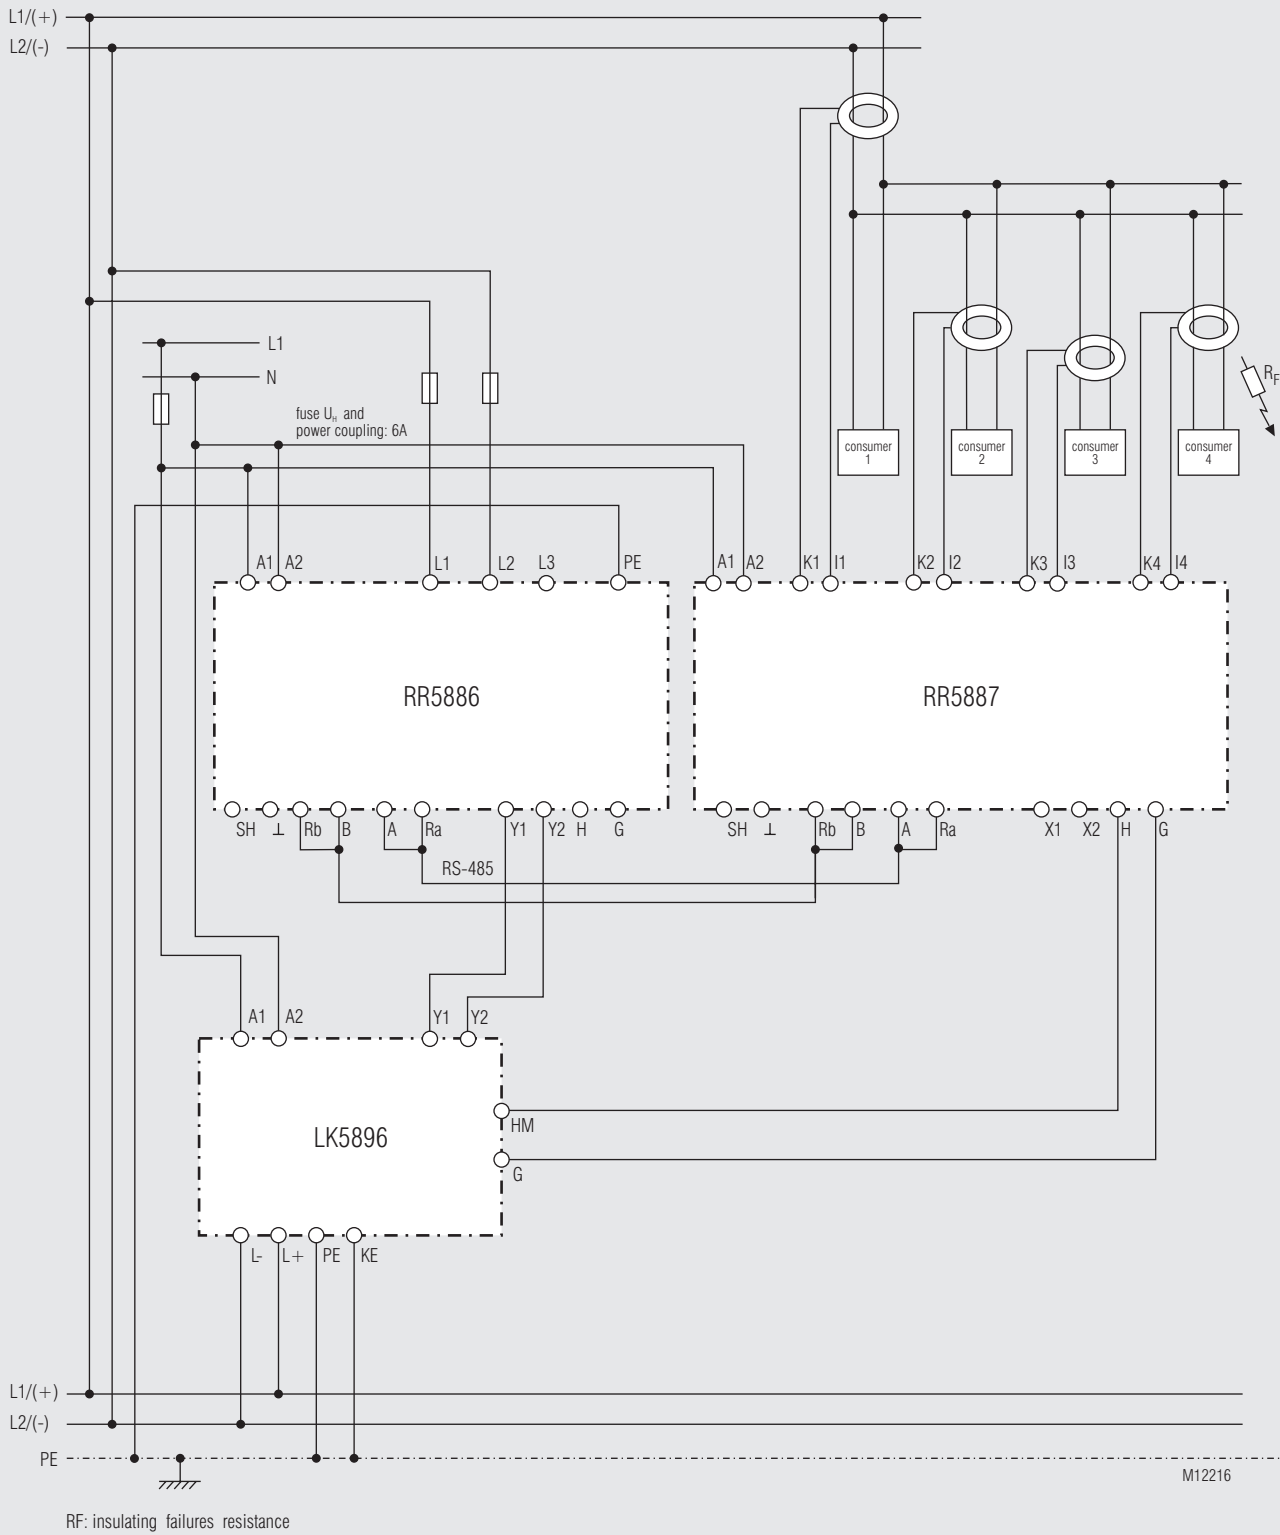 L1/(+)
L2/(-)
L1
N
fuse UH and
power coupling: 6A
RF
consumer
1
consumer
2
consumer
3
consumer
4
A1 A2 L1 L2 L3 PE
A1 A2 K1 I1 K2 I2 K3 I3 K4 I4
RR5886
RR5887
SH ⊥ Rb B A Ra Y1 Y2 H G
SH ⊥ Rb B A Ra X1 X2 H G
RS-485
A1 A2 Y1 Y2
LK5896
HM
G
L- L+ PE KE
L1/(+)
L2/(-)
PE
M12216
RF: insulating failures resistance